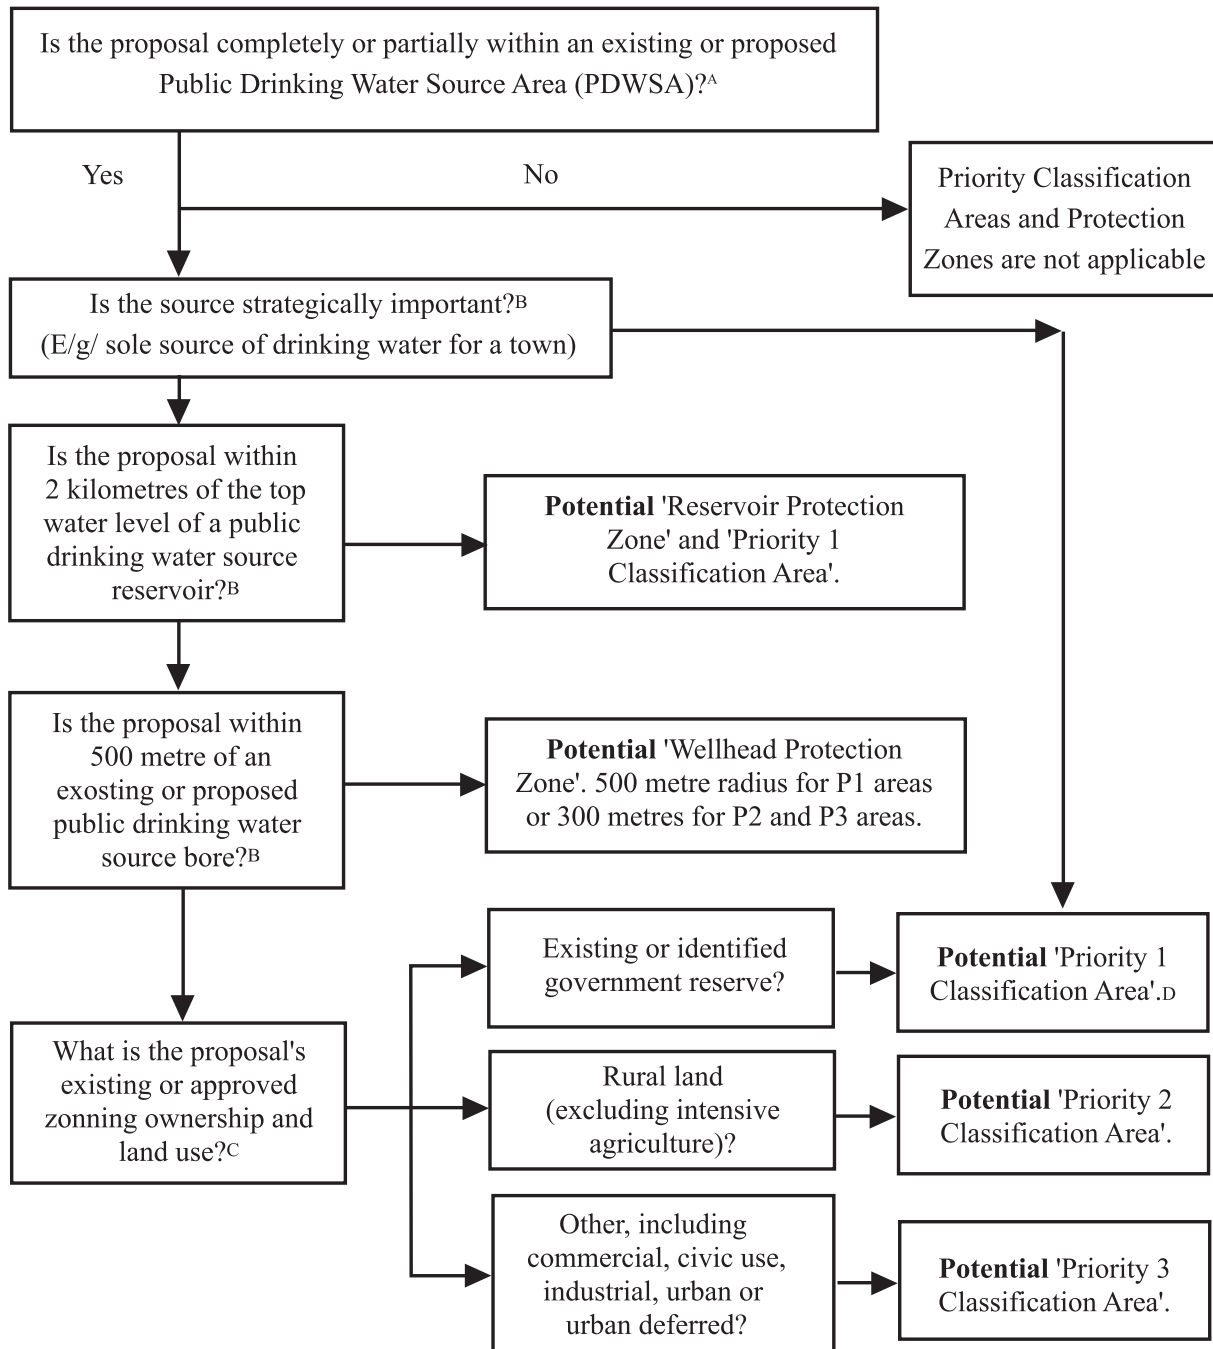 Is the proposal completely or partially within an existing or proposed
Public Drinking Water Source Area (PDWSA)?A
Yes
No
Priority Classification
Areas and Protection
Zones are not applicable
Is the source strategically important?B
(E/g/ sole source of drinking water for a town)
Is the proposal within
2 kilometres of the top
water level of a public
drinking water source
reservoir?B
Potential 'Reservoir Protection
Zone' and 'Priority 1
Classification Area'.
Is the proposal within
500 metre of an
exosting or proposed
public drinking water
source bore?B
Potential 'Wellhead Protection
Zone'. 500 metre radius for P1 areas
or 300 metres for P2 and P3 areas.
What is the proposal's
existing or approved
zonning ownership and
land use?C
Existing or identified
government reserve?
Potential 'Priority 1
Classification Area'.D
Rural land
(excluding intensive
agriculture)?
Potential 'Priority 2
Classification Area'.
Other, including
commercial, civic use,
industrial, urban or
urban deferred?
Potential 'Priority 3
Classification Area'.